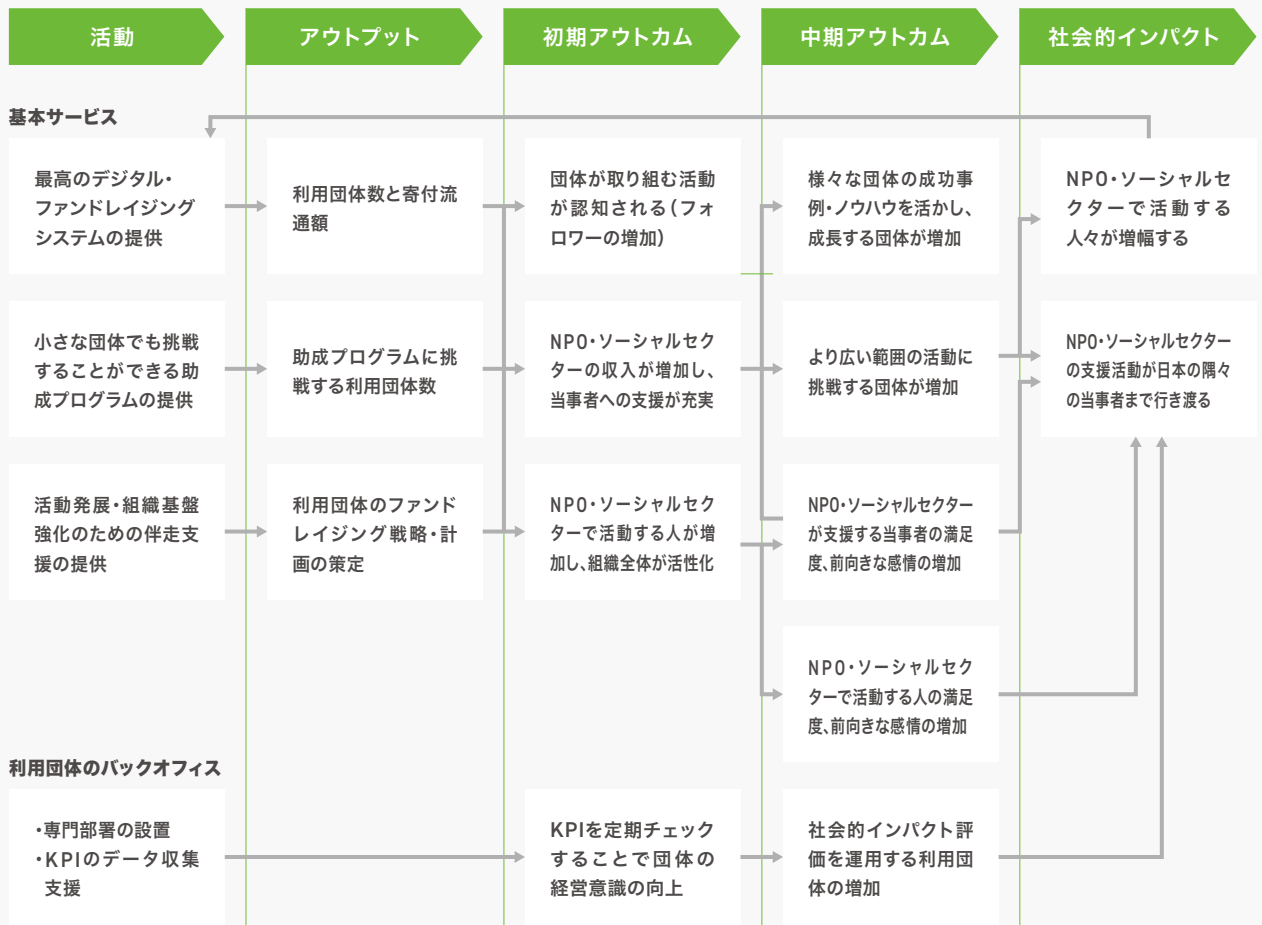 活動
アウトプット
初期アウトカム
中期アウトカム
社会的インパクト
基本サービス
最高のデジタル・
ファンドレイジング
システムの提供
利用団体数と寄付流
通額
団体が取り組む活動
が認知される(フォ
ロワーの増加)
様々な団体の成功事
例・ノウハウを活かし、
成長する団体が増加
NPO・ソーシャルセ
クターで活動する
人々が増幅する
小さな団体でも挑戦
することができる助
成プログラムの提供
助成プログラムに挑
戦する利用団体数
NPO・ソーシャルセク
ターの収入が増加し、
当事者への支援が充実
より広い範囲の活動に
挑戦する団体が増加
NPO・ソーシャルセクター
の支援活動が日本の隅々
の当事者まで行き渡る
活動発展・組織基盤
強化のための伴走支
援の提供
利用団体のファンド
レイジング戦略・計
画の策定
NPO・ソーシャルセク
ターで活動する人が増
加し、組織全体が活性化
NPO・ソーシャルセクター
が支援する当事者の満足
度、前向きな感情の増加
NPO・ソーシャルセク
ターで活動する人の満足
度、前向きな感情の増加
利用団体のバックオフィス
・専門部署の設置
・KPIのデータ収集
支援
KPIを定期チェック
することで団体の
経営意識の向上
社会的インパクト評
価を運用する利用団
体の増加